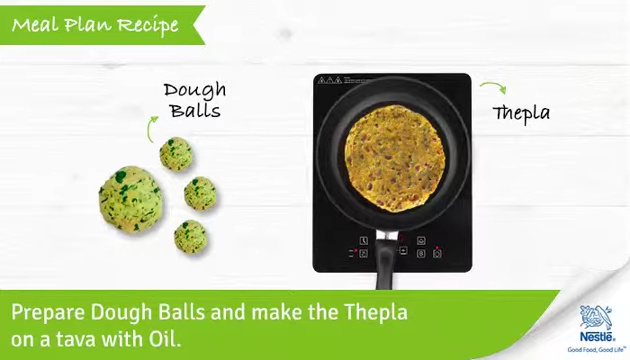 Meal Plan Recipe
Dough
Balls
Thepla
Prepare Dough Balls and make the Thepla
on a tava with Oil.
Nestlé
Good Food, Good Life